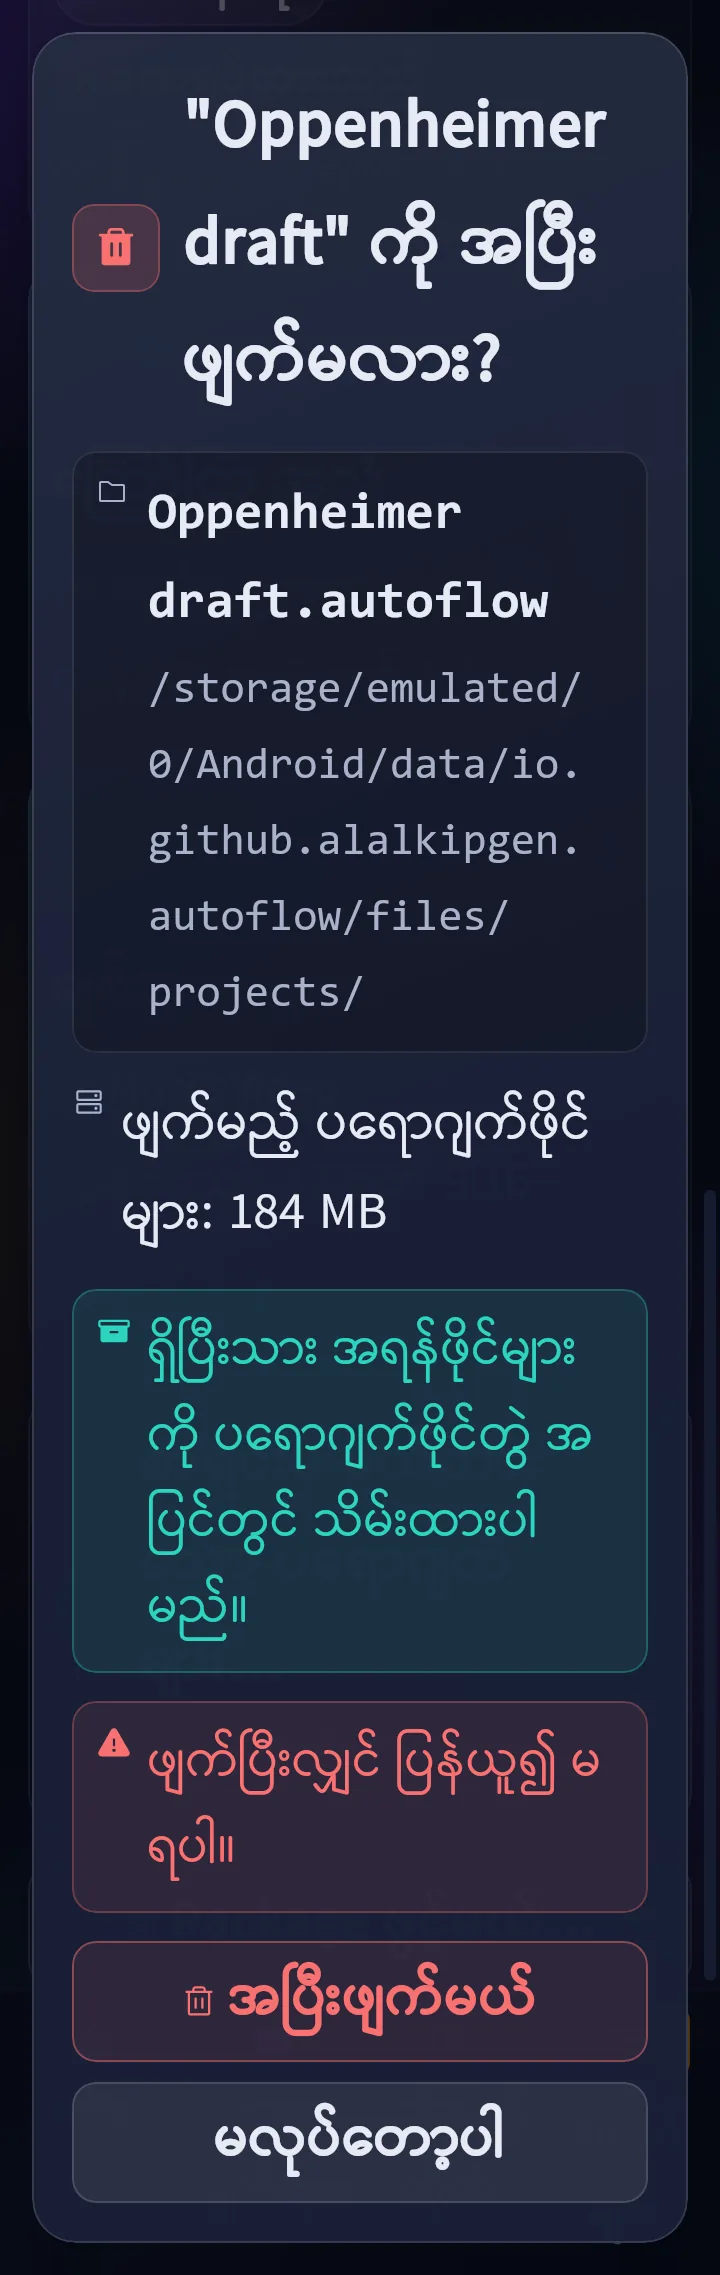 "Oppenheimer
draft" ကို အပြီး
ဖျက်မလား?
Oppenheimer
draft.autoflow
/storage/emulated/
0/Android/data/io.
github.alalkipgen.
autoflow/files/
projects/
ဖျက်မည့် ပရောဂျက်ဖိုင်
များ: 184 MB
ရှိပြီးသား အရန်ဖိုင်များ
ကို ပရောဂျက်ဖိုင်တွဲ အ
ပြင်တွင် သိမ်းထားပါ
မည်။
ဖျက်ပြီးလျှင် ပြန်ယူ၍ မ
ရပါ။
အပြီးဖျက်မယ်
မလုပ်တော့ပါ